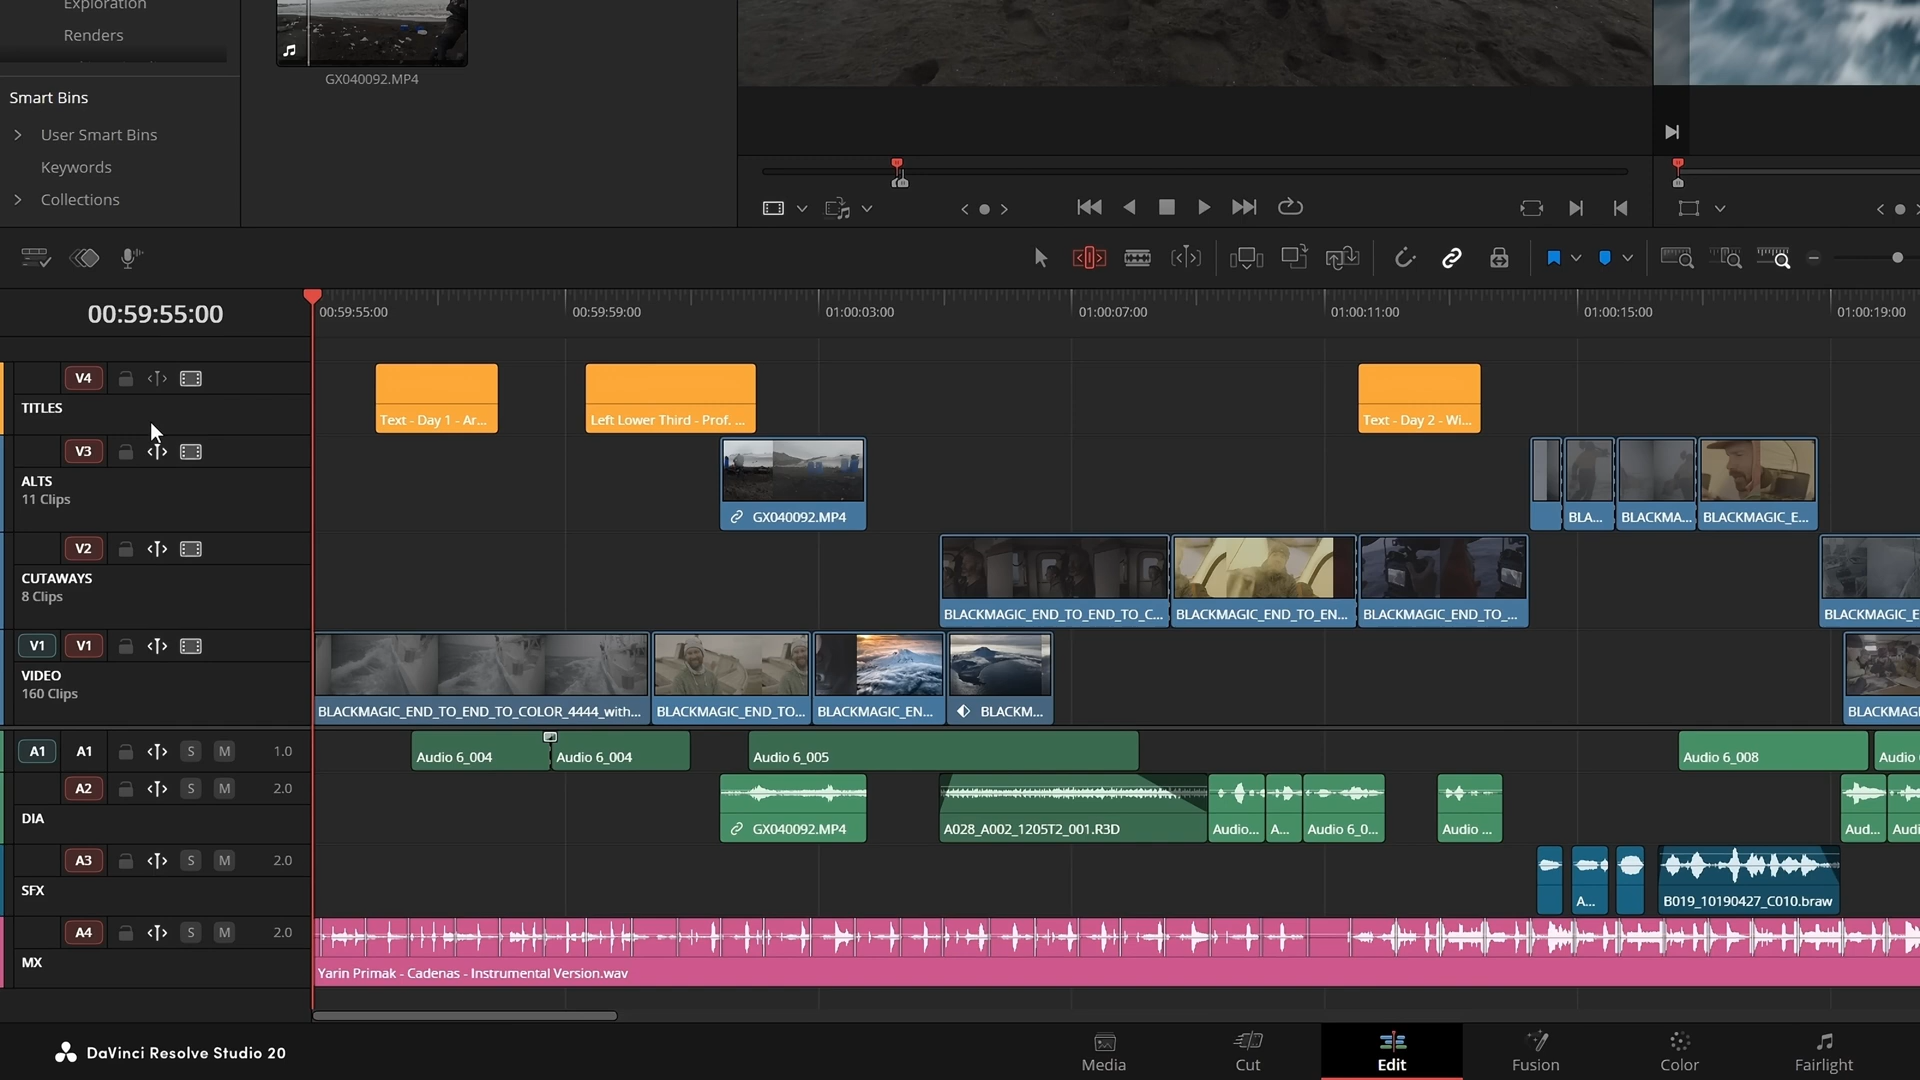 Exploration
Renders
GX040092.MP4
Smart Bins
User Smart Bins
Keywords
Collections
00:59:55:00
00:59:55:00
00:59:59:00
01:00:03:00
01:00:07:00
01:00:11:00
01:00:15:00
01:00:19:00
V4
TITLES
Text - Day 1 - Ar...
Left Lower Third - Prof. ...
Text - Day 2 - Wi...
V3
ALTS
11 Clips
GX040092.MP4
BLA...
BLACKMA...
BLACKMAGIC_E...
V2
CUTAWAYS
8 Clips
BLACKMAGIC_END_TO_END_TO_C...
BLACKMAGIC_END_TO_EN...
BLACKMAGIC_END_TO_...
BLACKMAGIC_E
V1 V1
VIDEO
160 Clips
BLACKMAGIC_END_TO_END_TO_COLOR_4444_with...
BLACKMAGIC_END_TO...
BLACKMAGIC_EN...
BLACKM...
BLACKMAG
A1 A1 S M 1.0
Audio 6_004
Audio 6_004
Audio 6_005
Audio 6_008
Audio
A2 S M 2.0
DIA
GX040092.MP4
A028_A002_1205T2_001.R3D
Audio...
A...
Audio 6_0...
Audio ...
Aud...
Audi
A3 S M 2.0
SFX
A...
B019_10190427_C010.braw
A4 S M 2.0
MX
Yarin Primak - Cadenas - Instrumental Version.wav
DaVinci Resolve Studio 20
Media
Cut
Edit
Fusion
Color
Fairlight